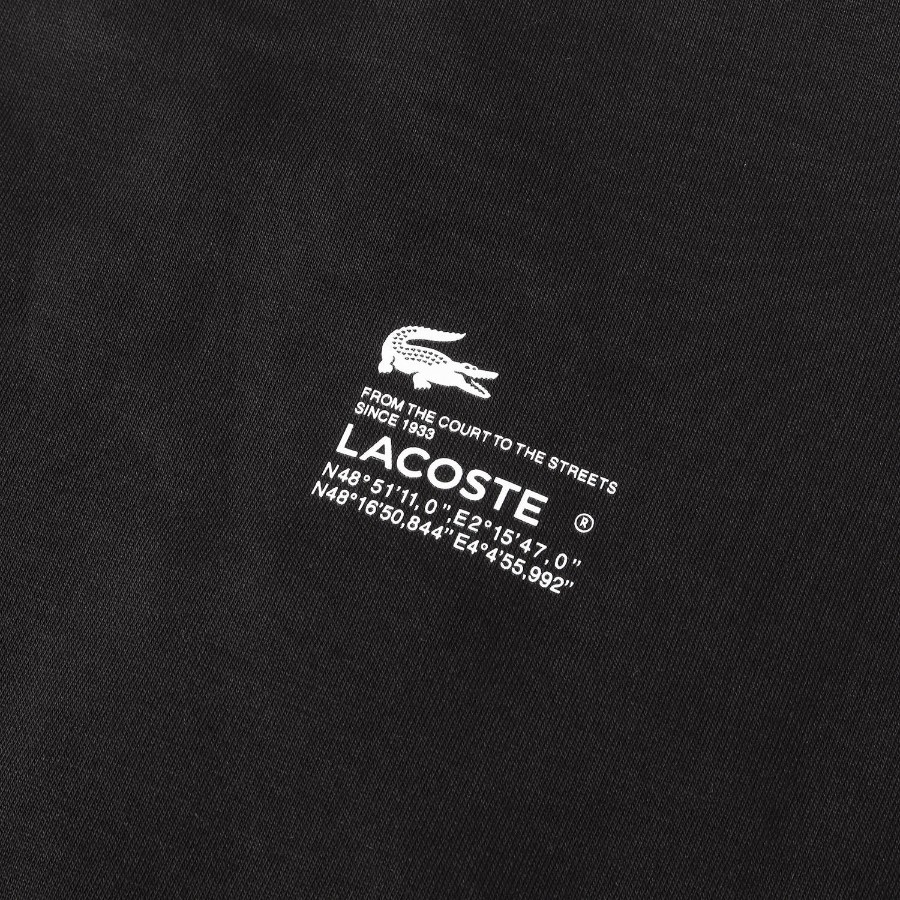 FROM THE COURT TO THE STREETS
SINCE 1933
LACOSTE ®
N48°51'11,0",E2°15'47,0"
N48°16'50,844"E4°4'55,992"